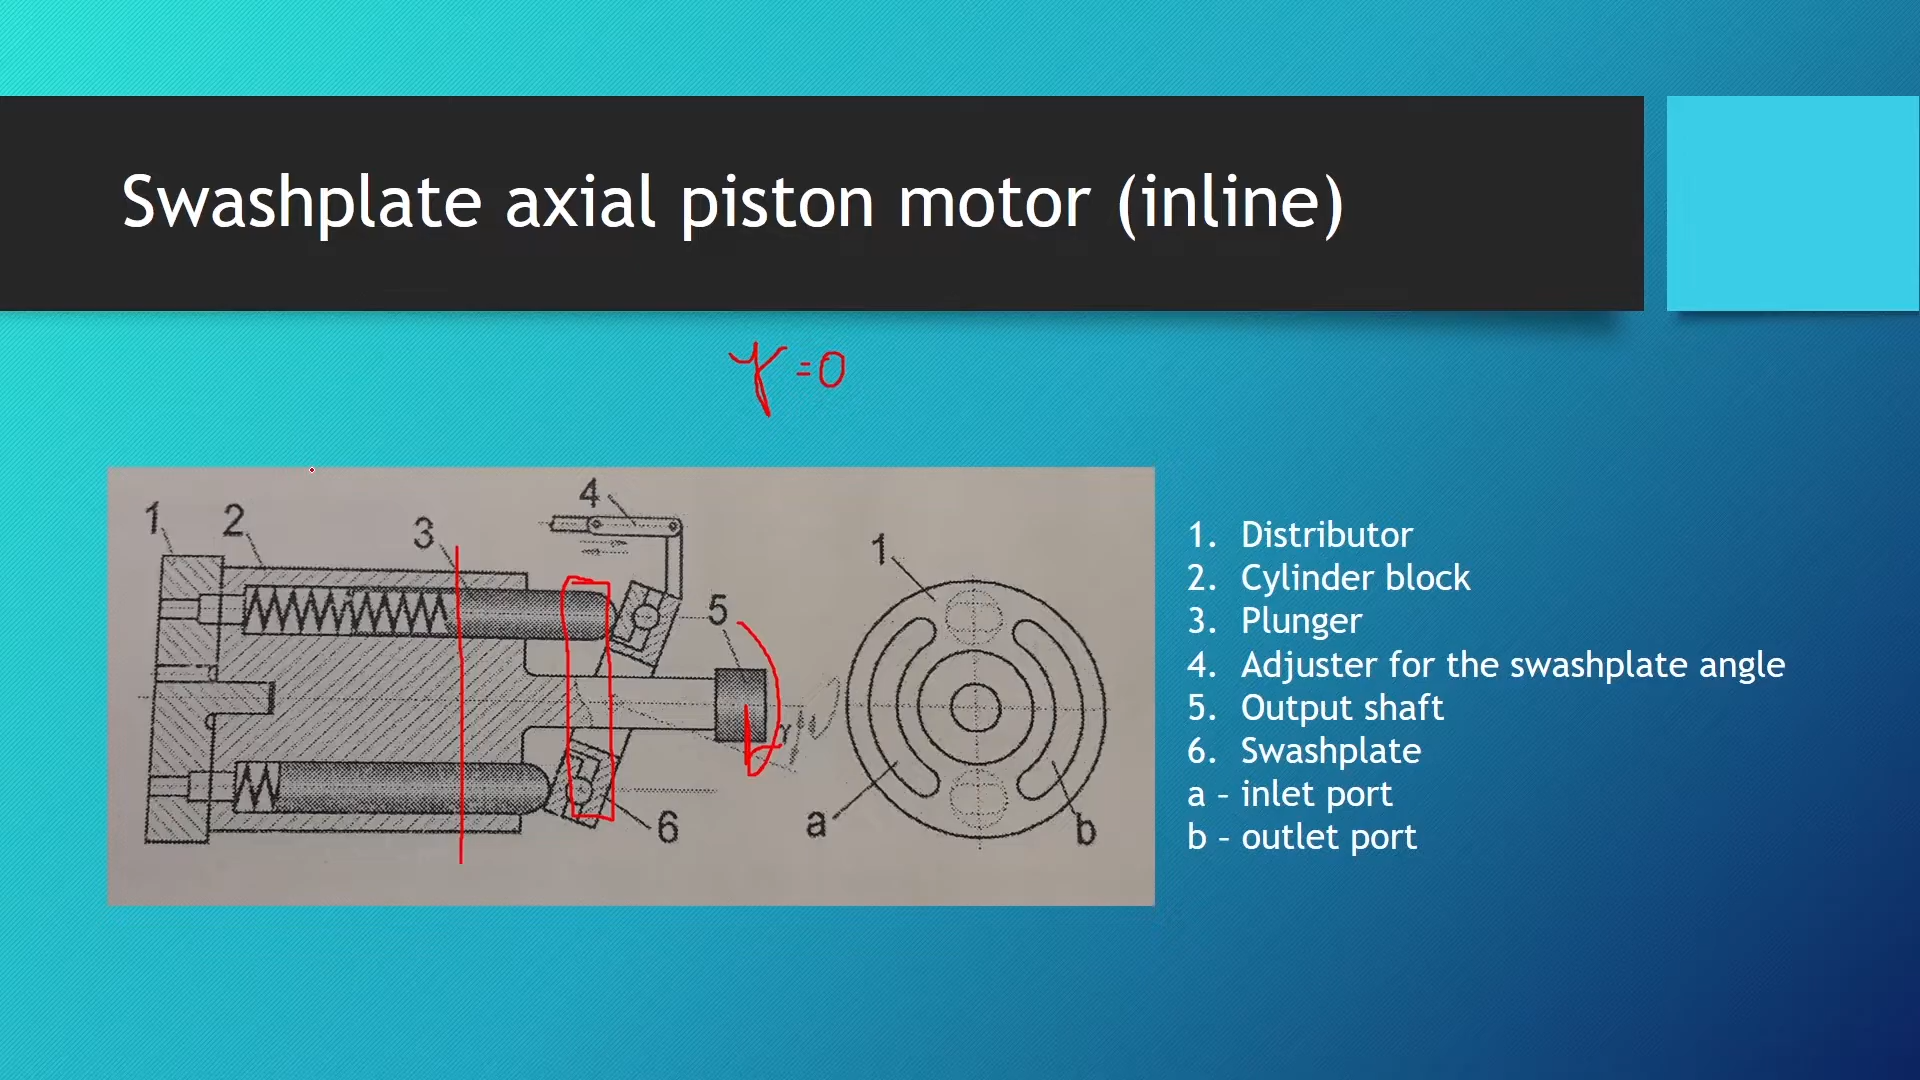 Swashplate axial piston motor (inline)
γ=0
1 2 3 4 5 6 γ
1 a b
1. Distributor
2. Cylinder block
3. Plunger
4. Adjuster for the swashplate angle
5. Output shaft
6. Swashplate
a – inlet port
b – outlet port